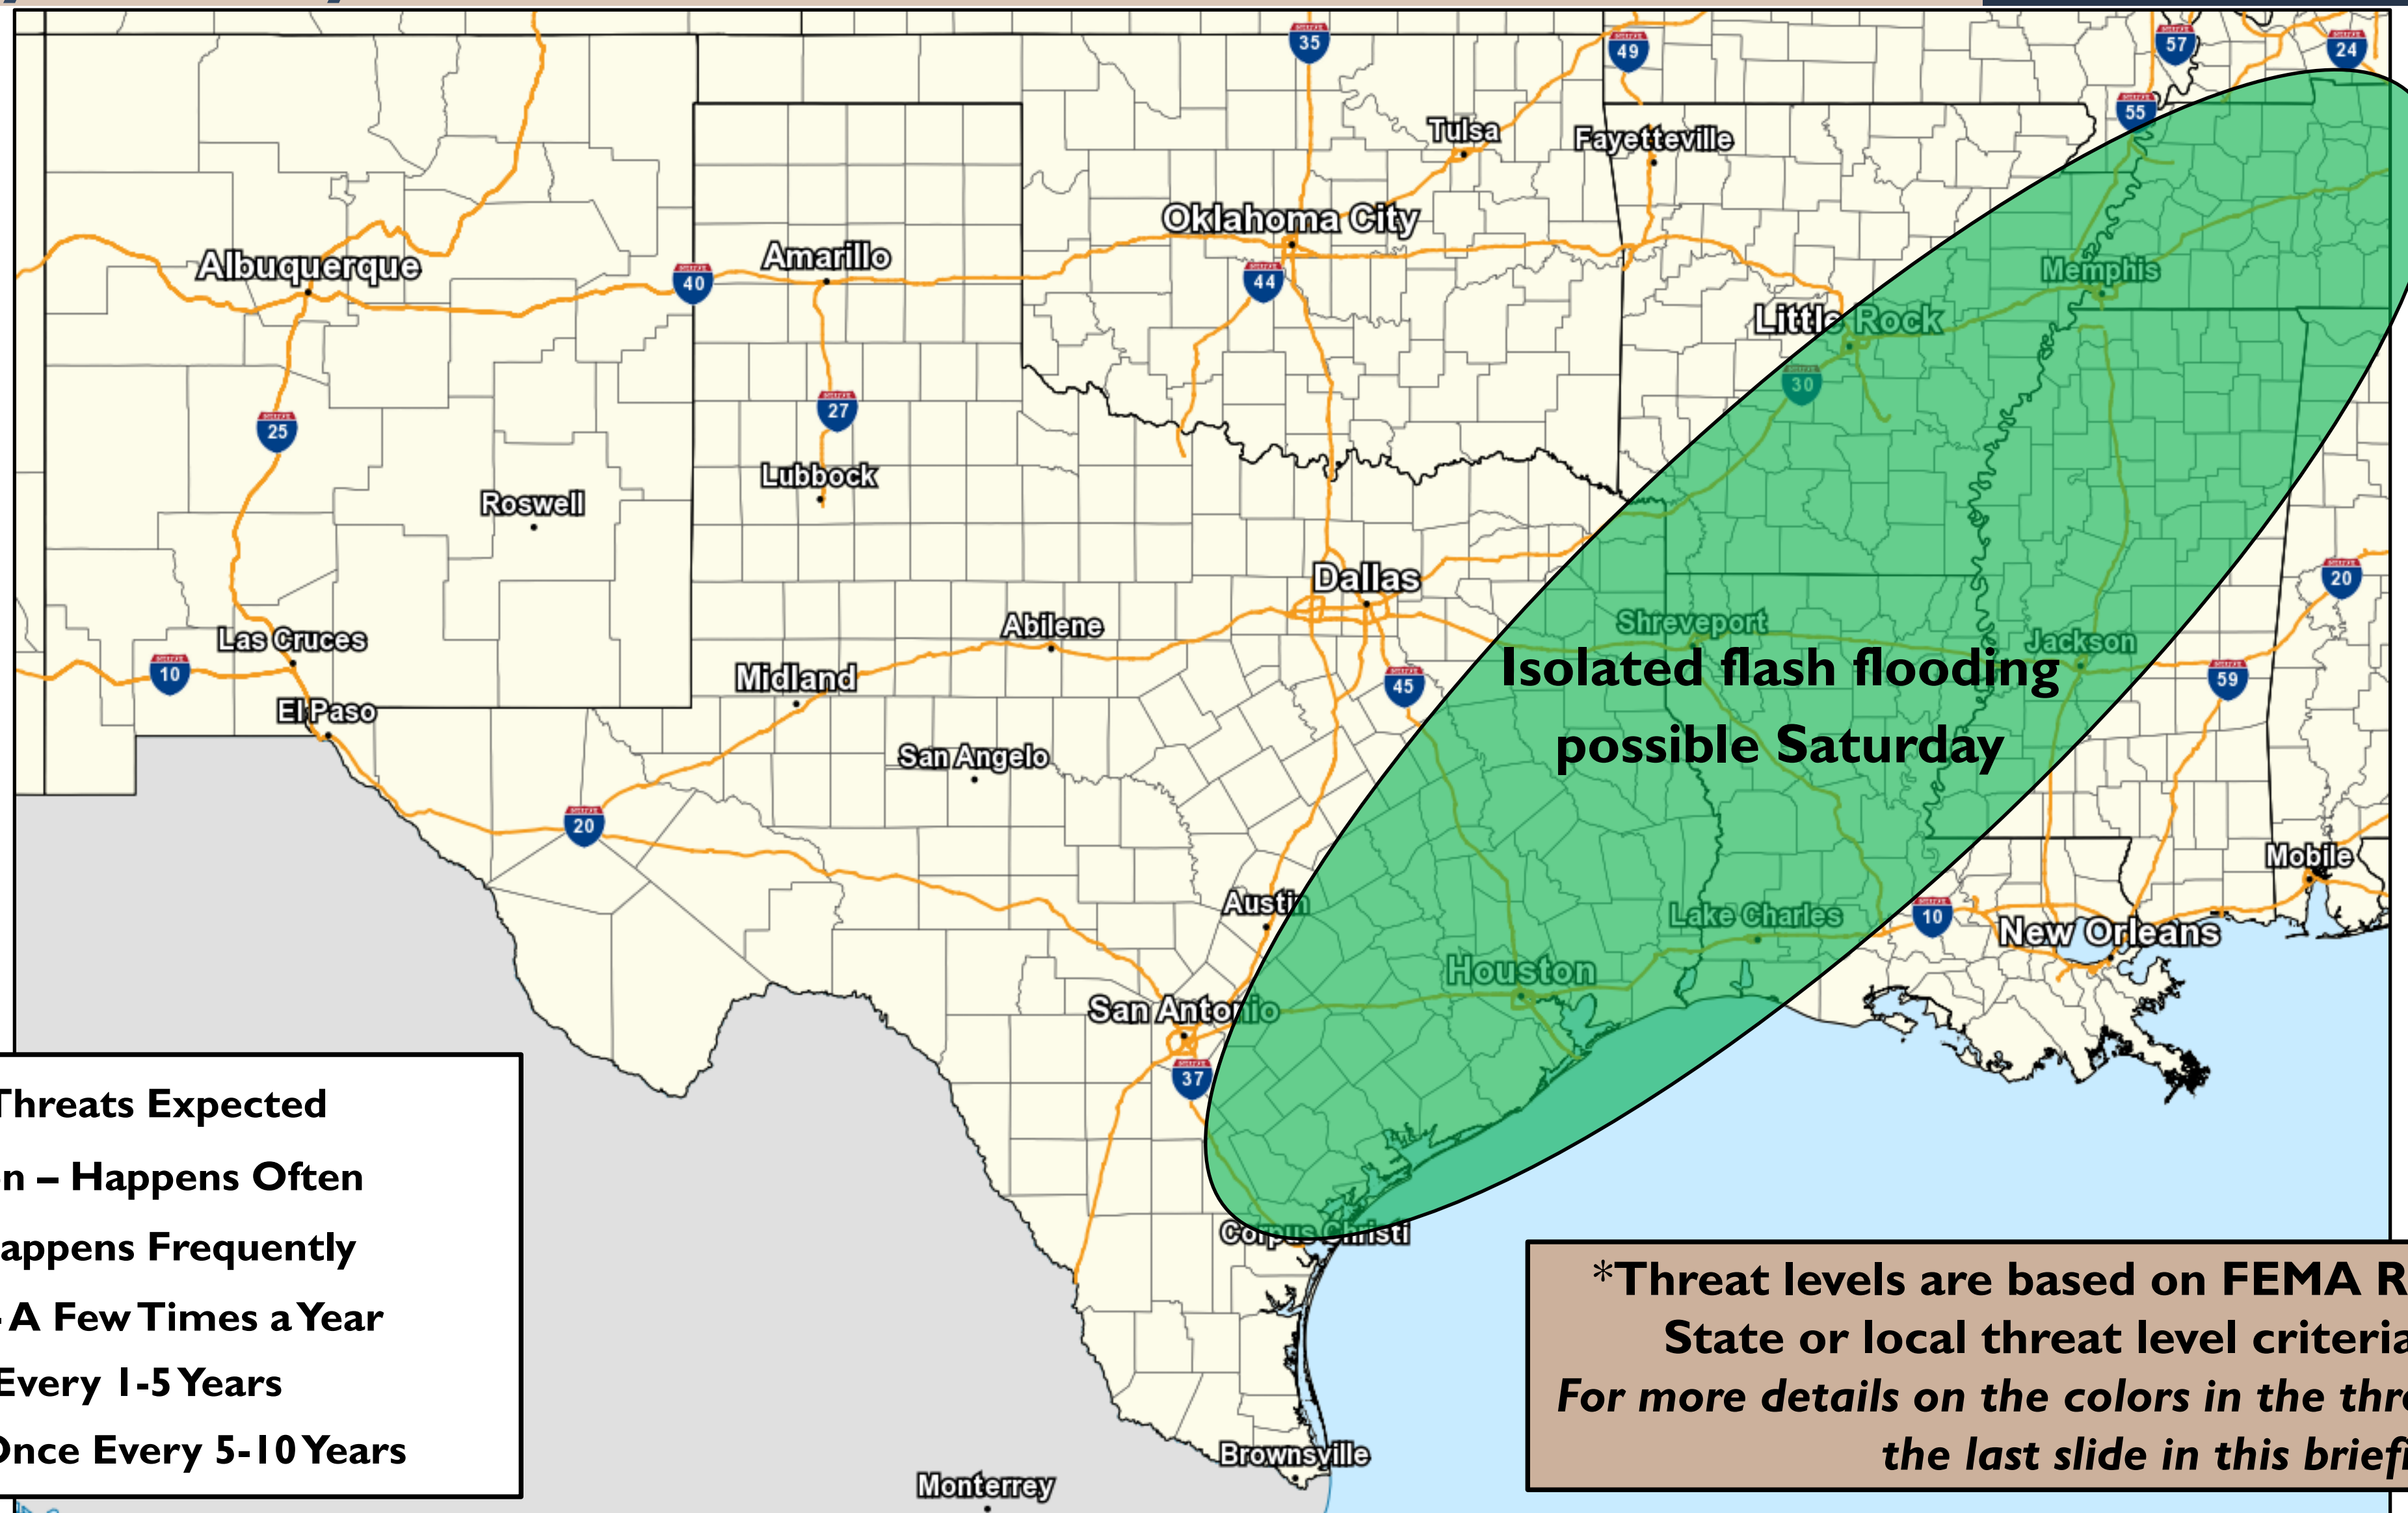 35
49
57
24
55
Tulsa
Fayetteville
Oklahoma City
Albuquerque
Amarillo
40
44
Memphis
Little Rock
30
27
25
Lubbock
Roswell
Dallas
20
Abilene
Shreveport
Las Cruces
Jackson
10
Midland
45
59
Isolated flash flooding
possible Saturday
El Paso
San Angelo
20
Mobile
Austin
Lake Charles
10
New Orleans
Houston
San Antonio
37
Threats Expected
n – Happens Often
appens Frequently
- A Few Times a Year
Every 1-5 Years
Once Every 5-10 Years
Corpus Christi
*Threat levels are based on FEMA R
State or local threat level criteria
For more details on the colors in the thre
the last slide in this briefi
Brownsville
Monterrey